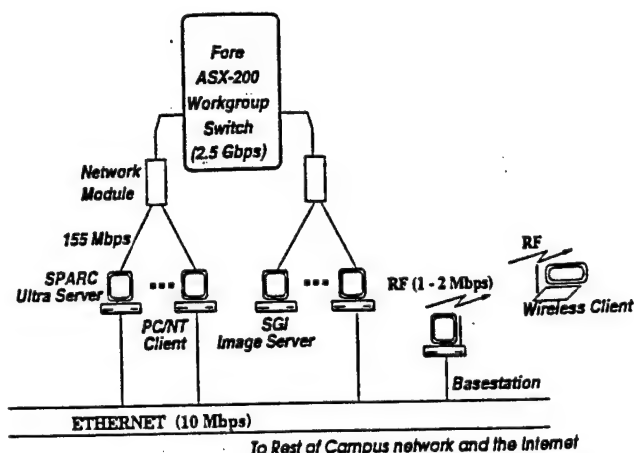 Fore
ASX-200
Workgroup
Switch
(2.5 Gbps)
Network
Module
155 Mbps
SPARC
Ultra Server
PC/NT
Client
SGI
Image Server
RF (1 - 2 Mbps)
RF
Wireless Client
Basestation
ETHERNET (10 Mbps)
To Rest of Campus network and the Internet